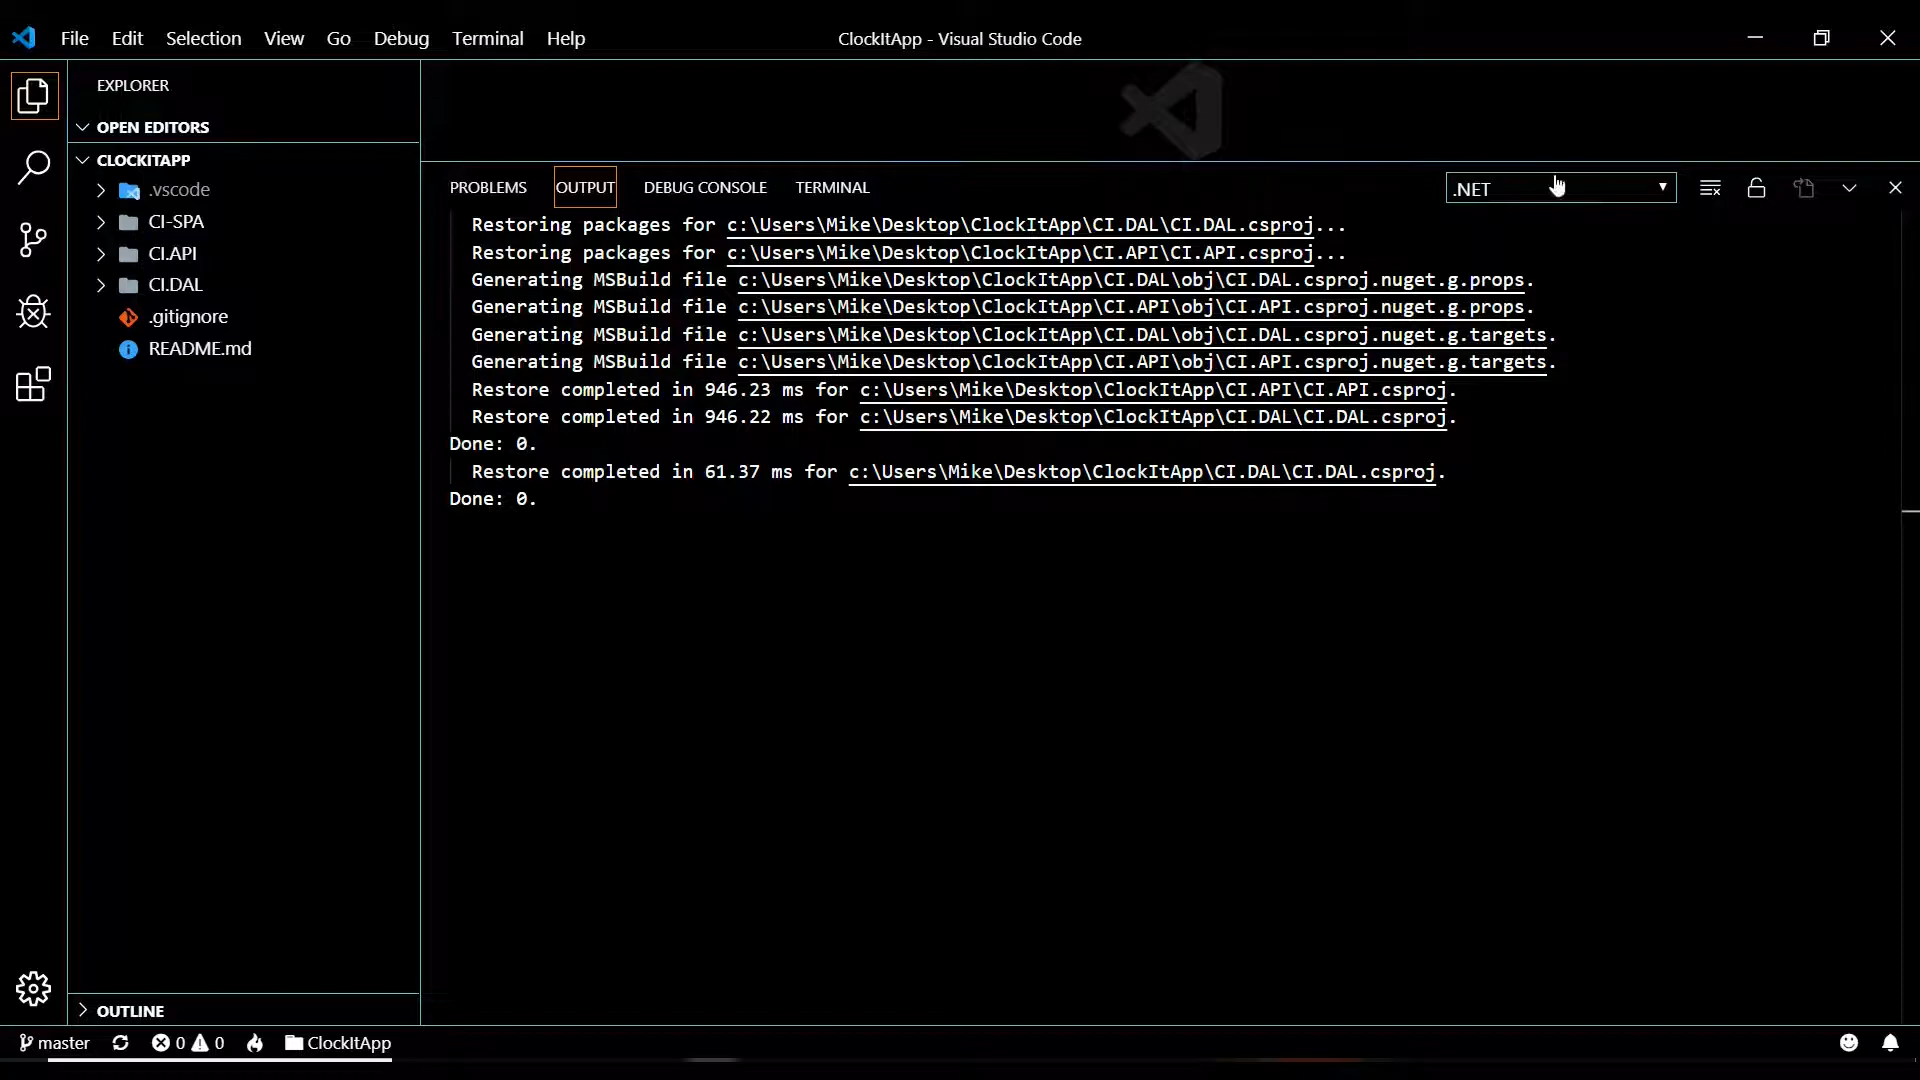 File Edit Selection View Go Debug Terminal Help
ClockItApp - Visual Studio Code
EXPLORER
OPEN EDITORS
CLOCKITAPP
.vscode
CI-SPA
CI.API
CI.DAL
.gitignore
README.md
OUTLINE
PROBLEMS OUTPUT DEBUG CONSOLE TERMINAL
.NET
Restoring packages for c:\Users\Mike\Desktop\ClockItApp\CI.DAL\CI.DAL.csproj...
Restoring packages for c:\Users\Mike\Desktop\ClockItApp\CI.API\CI.API.csproj...
Generating MSBuild file c:\Users\Mike\Desktop\ClockItApp\CI.DAL\obj\CI.DAL.csproj.nuget.g.props.
Generating MSBuild file c:\Users\Mike\Desktop\ClockItApp\CI.API\obj\CI.API.csproj.nuget.g.props.
Generating MSBuild file c:\Users\Mike\Desktop\ClockItApp\CI.DAL\obj\CI.DAL.csproj.nuget.g.targets.
Generating MSBuild file c:\Users\Mike\Desktop\ClockItApp\CI.API\obj\CI.API.csproj.nuget.g.targets.
Restore completed in 946.23 ms for c:\Users\Mike\Desktop\ClockItApp\CI.API\CI.API.csproj.
Restore completed in 946.22 ms for c:\Users\Mike\Desktop\ClockItApp\CI.DAL\CI.DAL.csproj.
Done: 0.
Restore completed in 61.37 ms for c:\Users\Mike\Desktop\ClockItApp\CI.DAL\CI.DAL.csproj.
Done: 0.
master 0 0 ClockItApp